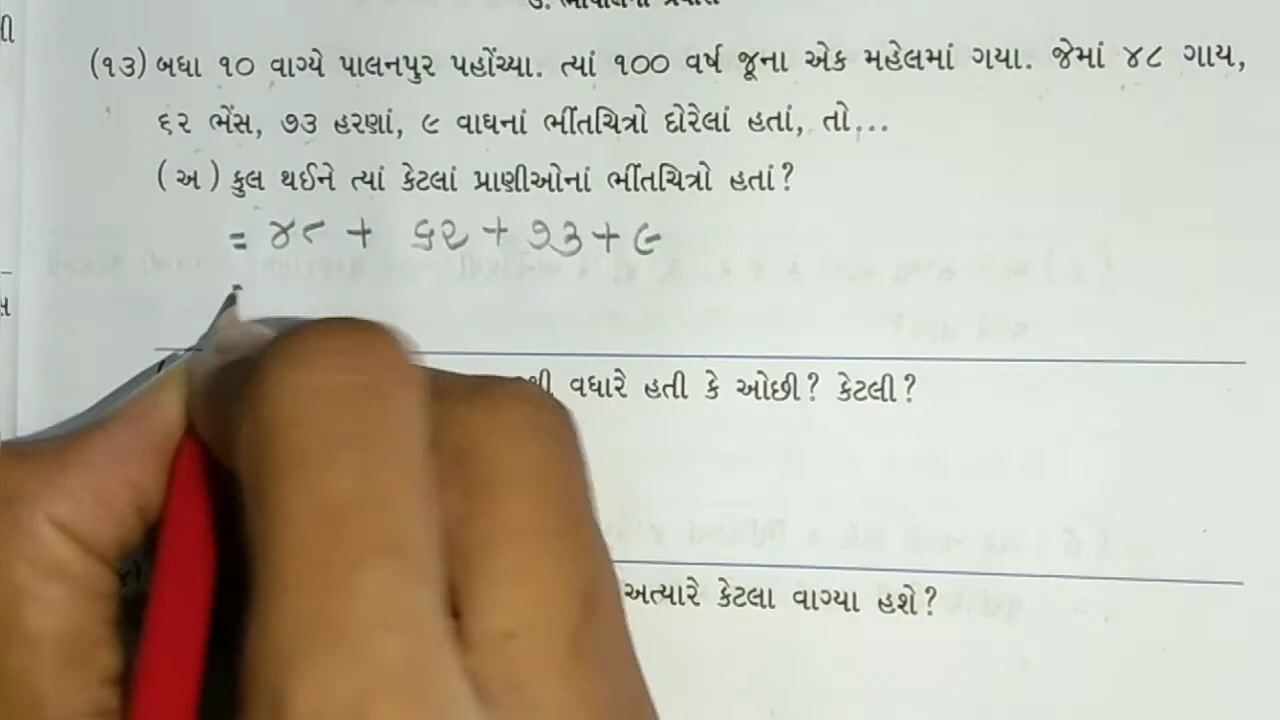 (૧૩) બધા ૧૦ વાગ્યે પાલનપુર પહોંચ્યા. ત્યાં ૧૦૦ વર્ષ જૂના એક મહેલમાં ગયા. જેમાં ૪૮ ગાય,
૬૨ ભેંસ, ૭૩ હરણાં, ૯ વાઘનાં ભીંતચિત્રો દોરેલાં હતાં, તો...
(અ) કુલ થઈને ત્યાં કેટલાં પ્રાણીઓનાં ભીંતચિત્રો હતાં?
= ૪૮ + ૬૨ + ૭૩ + ૯
વધારે હતી કે ઓછી? કેટલી?
અત્યારે કેટલા વાગ્યા હશે?